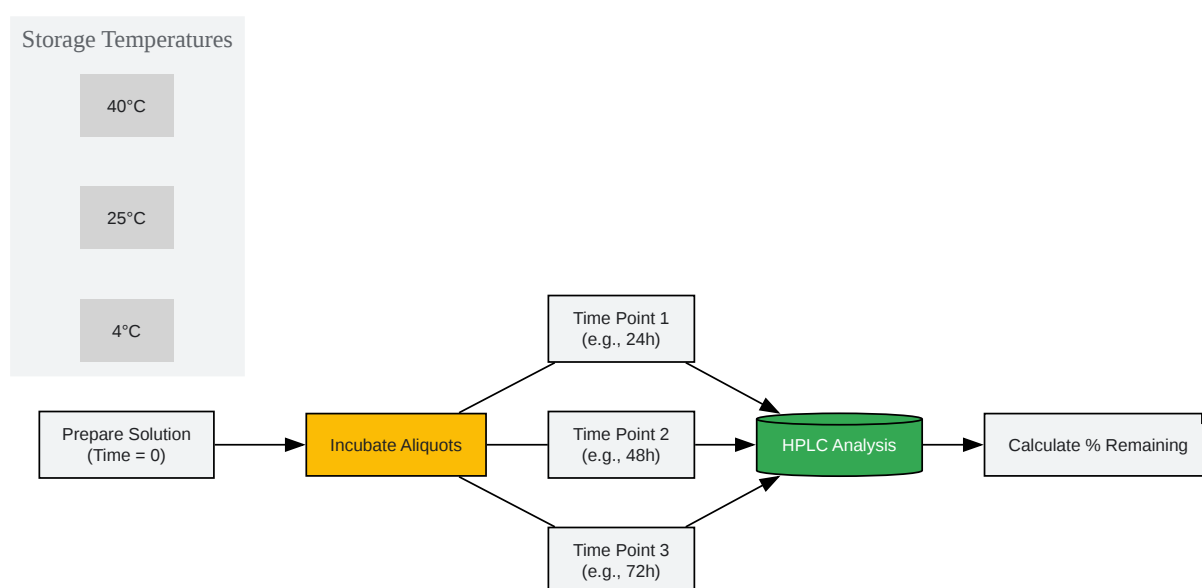 Storage Temperatures
40°C
25°C
4°C
Time Point 1
(e.g., 24h)
Prepare Solution
(Time = 0)
Incubate Aliquots
Time Point 2
(e.g., 48h)
HPLC Analysis
Calculate % Remaining
Time Point 3
(e.g., 72h)